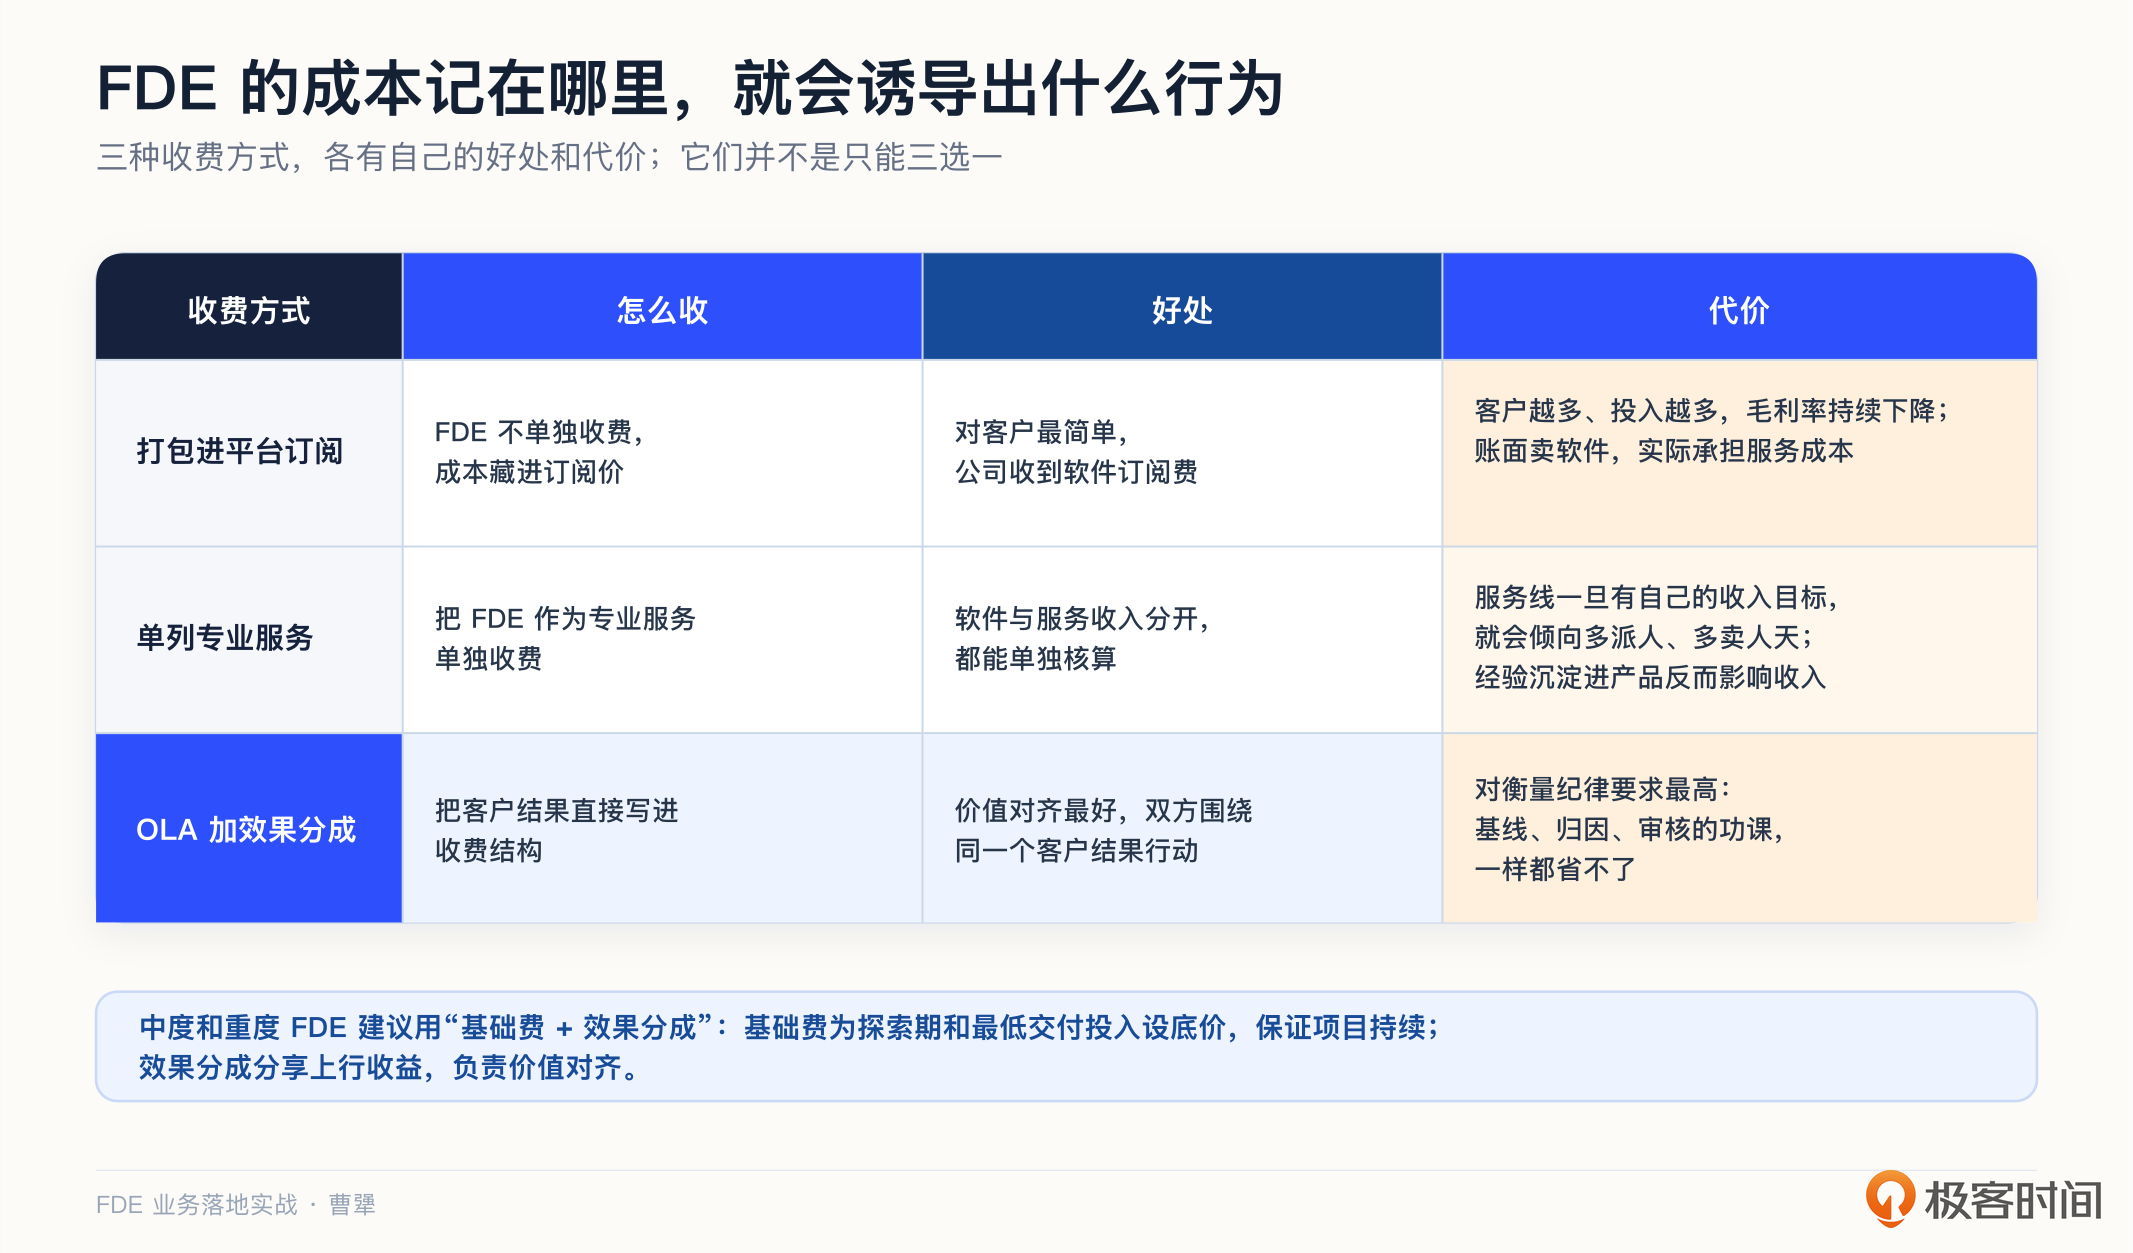 FDE 的成本记在哪里，就会诱导出什么行为
三种收费方式，各有自己的好处和代价；它们并不是只能三选一
收费方式
怎么收
好处
代价
打包进平台订阅
FDE 不单独收费，
成本藏进订阅价
对客户最简单，
公司收到软件订阅费
客户越多、投入越多，毛利率持续下降；
账面卖软件，实际承担服务成本
单列专业服务
把 FDE 作为专业服务
单独收费
软件与服务收入分开，
都能单独核算
服务线一旦有自己的收入目标，
就会倾向多派人、多卖人天；
经验沉淀进产品反而影响收入
OLA 加效果分成
把客户结果直接写进
收费结构
价值对齐最好，双方围绕
同一个客户结果行动
对衡量纪律要求最高：
基线、归因、审核的功课，
一样都省不了
中度和重度 FDE 建议用“基础费 + 效果分成”：基础费为探索期和最低交付投入设底价，保证项目持续；
效果分成分享上行收益，负责价值对齐。
FDE 业务落地实战 · 曹犟
极客时间